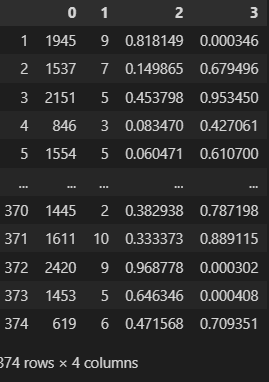 0 1 2 3
1 1945 9 0.818149 0.000346
2 1537 7 0.149865 0.679496
3 2151 5 0.453798 0.953450
4 846 3 0.083470 0.427061
5 1554 5 0.060471 0.610700
... ... ... ... ...
370 1445 2 0.382938 0.787198
371 1611 10 0.333373 0.889115
372 2420 9 0.968778 0.000302
373 1453 5 0.646346 0.000408
374 619 6 0.471568 0.709351
374 rows × 4 columns